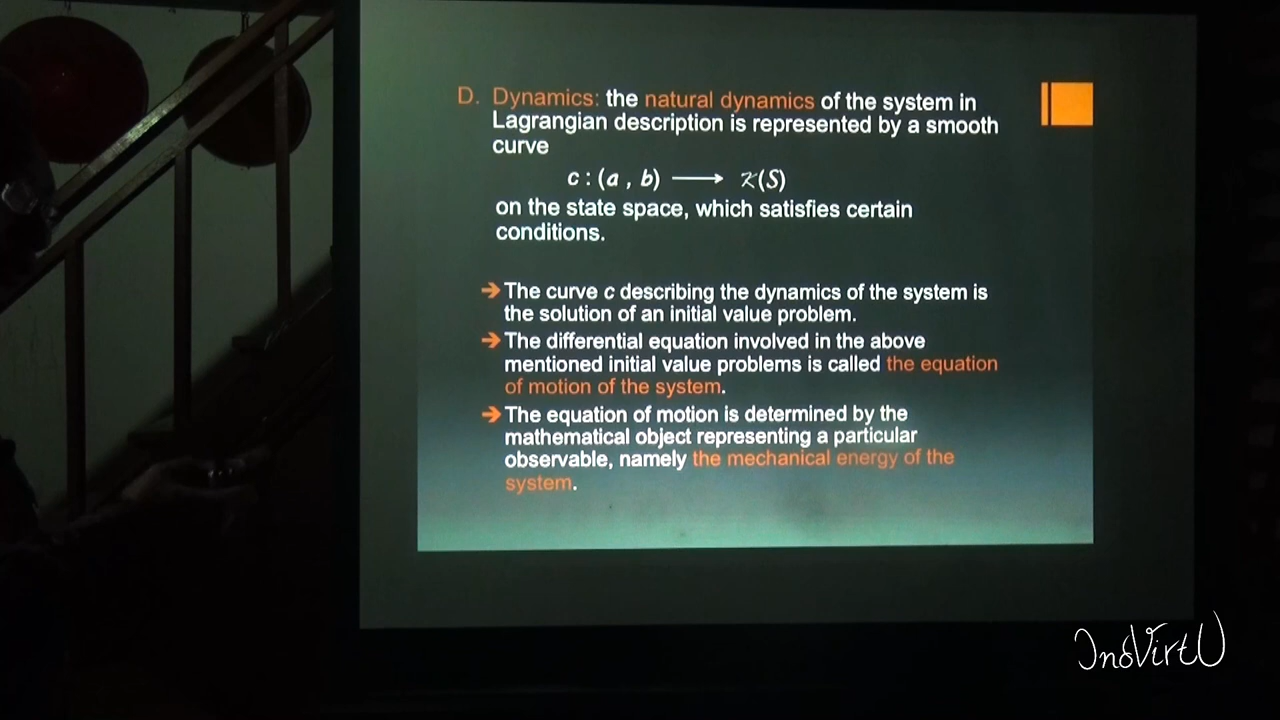 D. Dynamics: the natural dynamics of the system in
Lagrangian description is represented by a smooth
curve
c : (a , b) ⟶ 𝒦(S)
on the state space, which satisfies certain
conditions.
➔ The curve c describing the dynamics of the system is
the solution of an initial value problem.
➔ The differential equation involved in the above
mentioned initial value problems is called the equation
of motion of the system.
➔ The equation of motion is determined by the
mathematical object representing a particular
observable, namely the mechanical energy of the
system.
InoVirtU